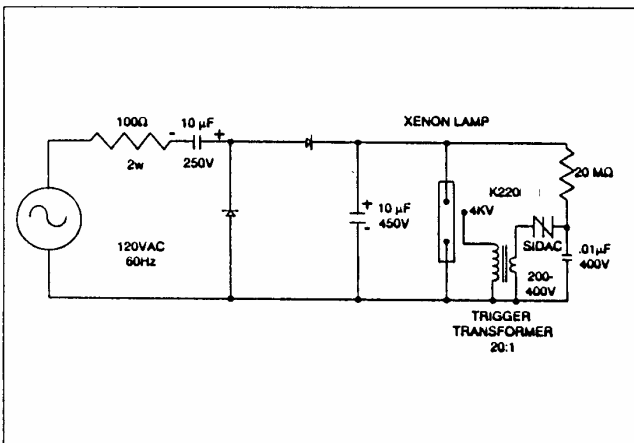 100Ω
10 µF
+
-
2w
250V
120VAC
60Hz
+
10 µF
-
450V
XENON LAMP
20 MΩ
K220
4KV
SIDAC
.01µF
400V
200-
400V
TRIGGER
TRANSFORMER
20:1